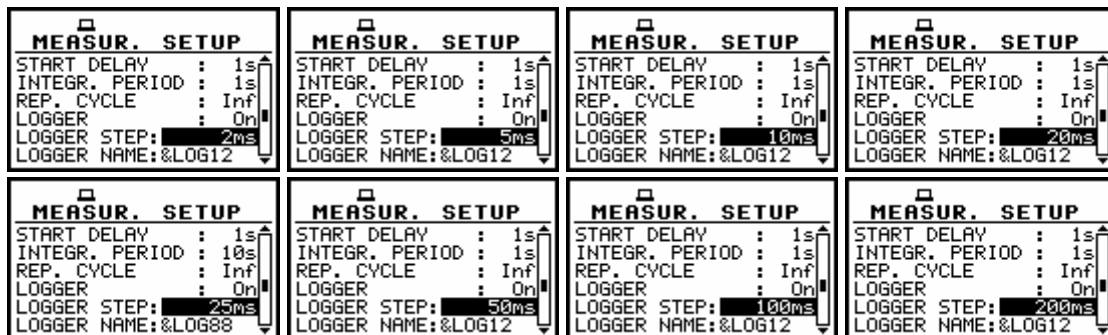 MEASUR. SETUP
START DELAY : 1s
INTEGR. PERIOD : 1s
REP. CYCLE : Inf
LOGGER : On
LOGGER STEP: 2ms
LOGGER NAME:&LOG12
MEASUR. SETUP
START DELAY : 1s
INTEGR. PERIOD : 1s
REP. CYCLE : Inf
LOGGER : On
LOGGER STEP: 5ms
LOGGER NAME:&LOG12
MEASUR. SETUP
START DELAY : 1s
INTEGR. PERIOD : 1s
REP. CYCLE : Inf
LOGGER : On
LOGGER STEP: 10ms
LOGGER NAME:&LOG12
MEASUR. SETUP
START DELAY : 1s
INTEGR. PERIOD : 1s
REP. CYCLE : Inf
LOGGER : On
LOGGER STEP: 20ms
LOGGER NAME:&LOG12
MEASUR. SETUP
START DELAY : 1s
INTEGR. PERIOD : 10s
REP. CYCLE : Inf
LOGGER : On
LOGGER STEP: 25ms
LOGGER NAME:&LOG88
MEASUR. SETUP
START DELAY : 1s
INTEGR. PERIOD : 1s
REP. CYCLE : Inf
LOGGER : On
LOGGER STEP: 50ms
LOGGER NAME:&LOG12
MEASUR. SETUP
START DELAY : 1s
INTEGR. PERIOD : 1s
REP. CYCLE : Inf
LOGGER : On
LOGGER STEP: 100ms
LOGGER NAME:&LOG12
MEASUR. SETUP
START DELAY : 1s
INTEGR. PERIOD : 1s
REP. CYCLE : Inf
LOGGER : On
LOGGER STEP: 200ms
LOGGER NAME:&LOG12